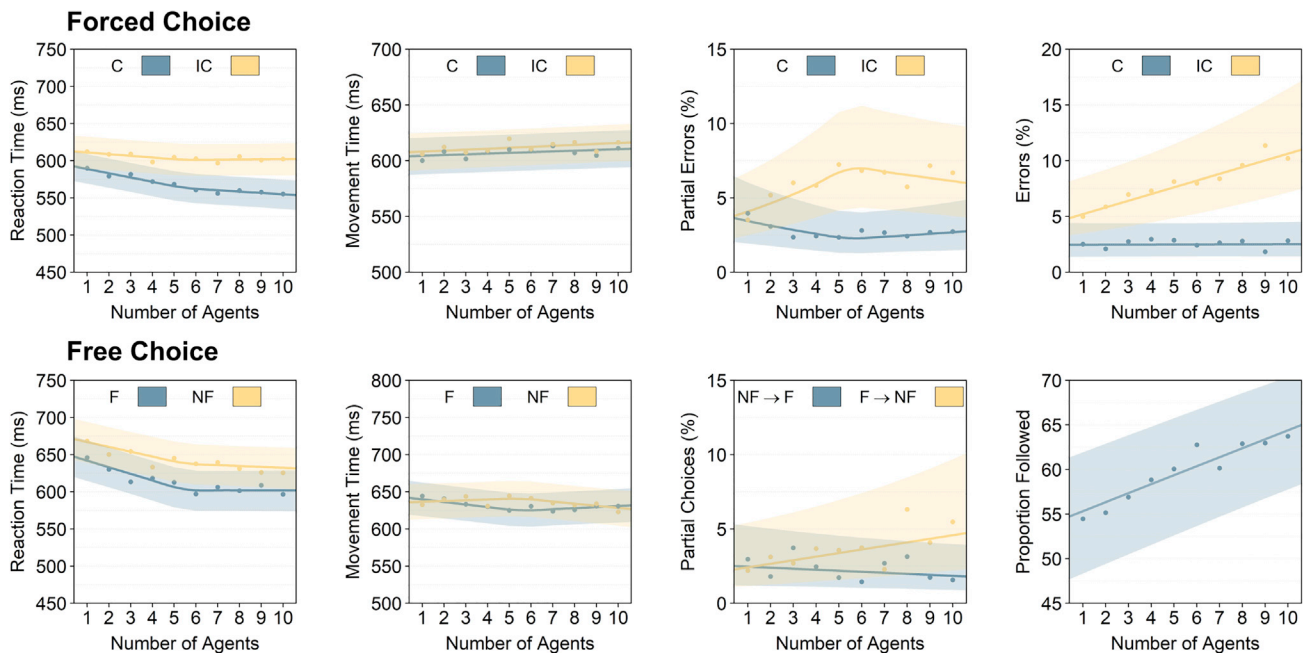 Forced Choice
Reaction Time (ms)
750
700
650
600
550
500
450
C IC
1 2 3 4 5 6 7 8 9 10
Number of Agents
Movement Time (ms)
700
650
600
550
500
C IC
1 2 3 4 5 6 7 8 9 10
Number of Agents
Partial Errors (%)
15
10
5
0
C IC
1 2 3 4 5 6 7 8 9 10
Number of Agents
Errors (%)
20
15
10
5
0
C IC
1 2 3 4 5 6 7 8 9 10
Number of Agents
Free Choice
Reaction Time (ms)
750
700
650
600
550
500
450
F NF
1 2 3 4 5 6 7 8 9 10
Number of Agents
Movement Time (ms)
800
750
700
650
600
550
500
F NF
1 2 3 4 5 6 7 8 9 10
Number of Agents
Partial Choices (%)
15
10
5
0
NF → F F → NF
1 2 3 4 5 6 7 8 9 10
Number of Agents
Proportion Followed
70
65
60
55
50
45
1 2 3 4 5 6 7 8 9 10
Number of Agents